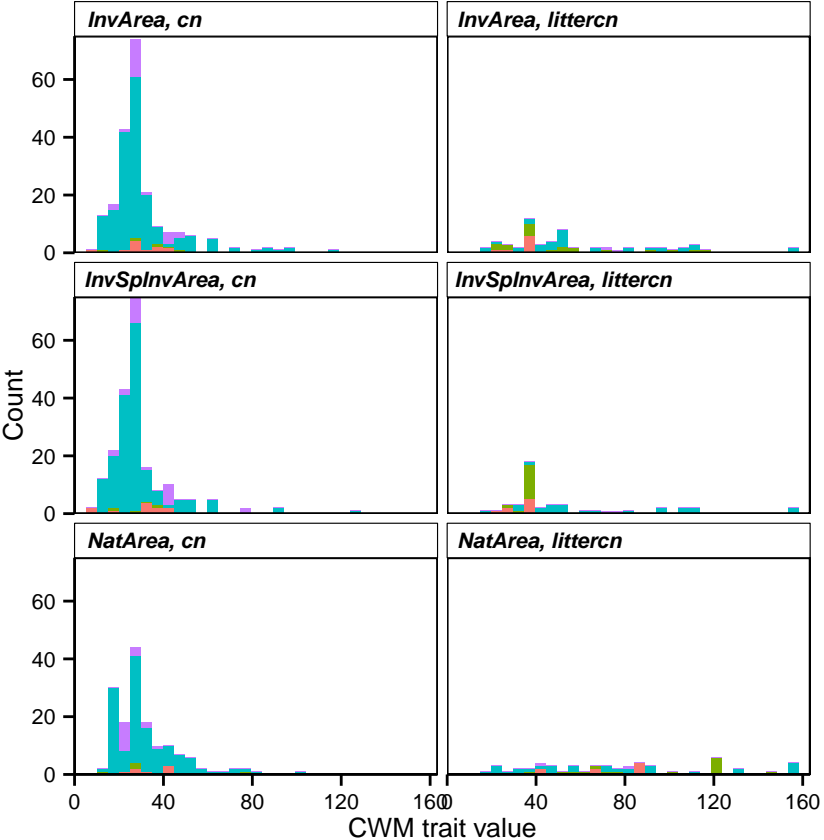 InvArea, cn
InvArea, littercn
60
40
20
0
InvSpInvArea, cn
InvSpInvArea, littercn
60
40
20
0
Count
NatArea, cn
NatArea, littercn
60
40
20
0
0 40 80 120 160 0 40 80 120 160
CWM trait value